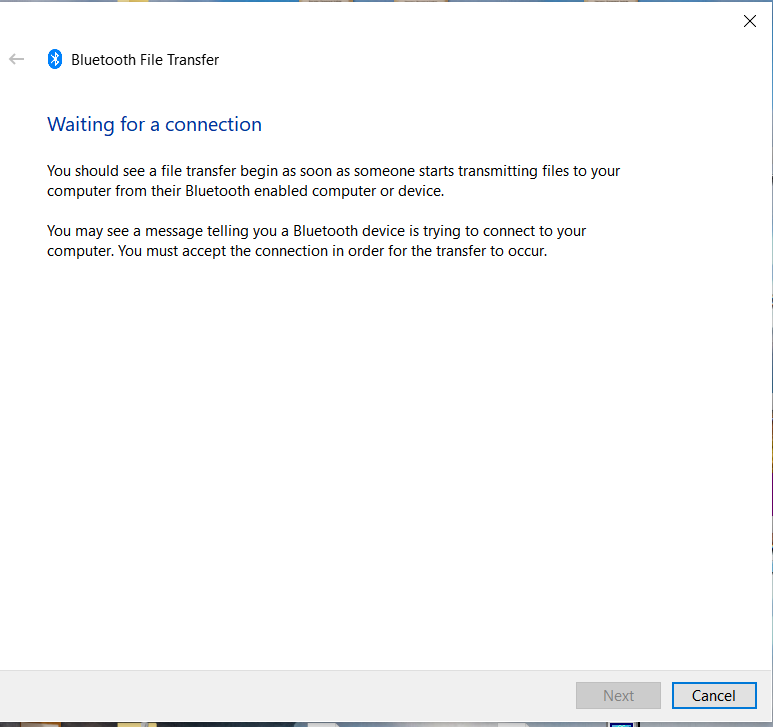 Bluetooth File Transfer
Waiting for a connection
You should see a file transfer begin as soon as someone starts transmitting files to your
computer from their Bluetooth enabled computer or device.
You may see a message telling you a Bluetooth device is trying to connect to your
computer. You must accept the connection in order for the transfer to occur.
Next
Cancel